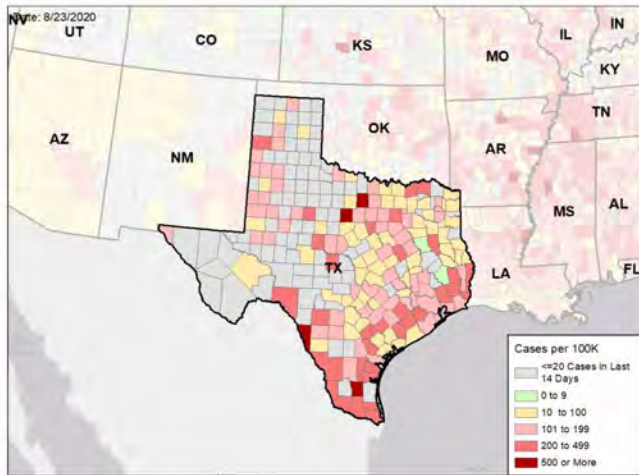 Date: 8/23/2020
NV
UT
CO
KS
MO
IL
IN
KY
TN
AZ
NM
OK
AR
MS
AL
TX
LA
FL
Cases per 100K
<=20 Cases in Last
14 Days
0 to 9
10 to 100
101 to 199
200 to 499
500 or More